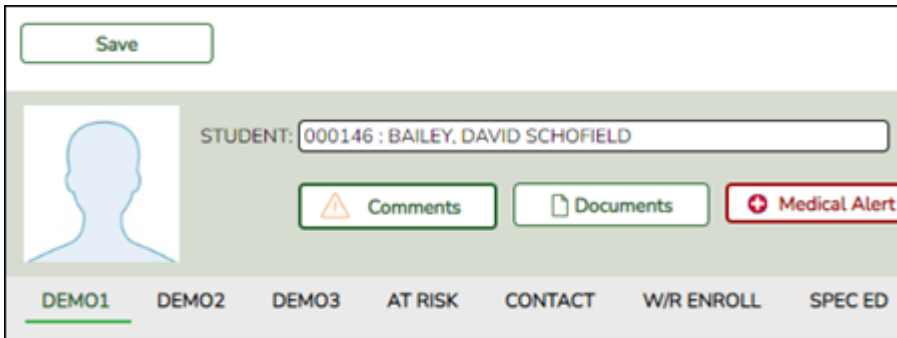 Save
STUDENT: 000146 : BAILEY, DAVID SCHOFIELD
Comments Documents Medical Alert
DEMO1 DEMO2 DEMO3 AT RISK CONTACT W/R ENROLL SPEC ED